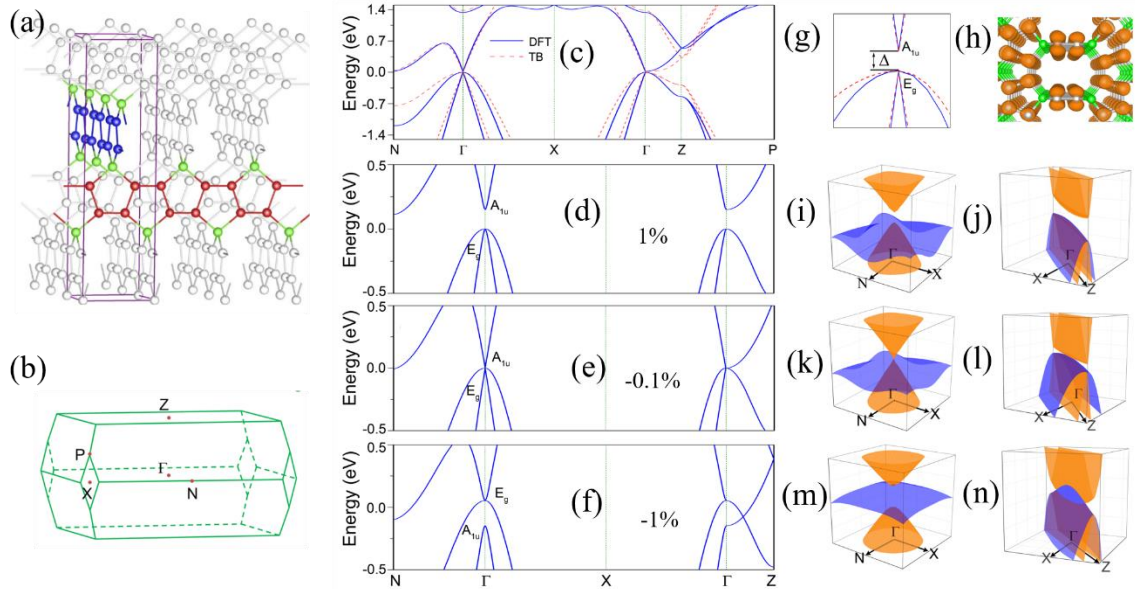 (a)
(b)
Z
P
Γ
X
N
1.4
0.7
0.0
-0.7
-1.4
Energy (eV)
DFT
TB
(c)
N Γ X Γ Z P
0.5
0.0
-0.5
Energy (eV)
A1u
Eg
1%
(d)
0.5
0.0
-0.5
Energy (eV)
A1u
Eg
-0.1%
(e)
0.5
0.0
-0.5
Energy (eV)
Eg
A1u
-1%
(f)
N Γ X Γ Z
(g)
A1u
Δ
Eg
(h)
(i)
Γ
N
X
(j)
Γ
X
Z
(k)
Γ
N
X
(l)
Γ
X
Z
(m)
Γ
N
X
(n)
Γ
X
Z